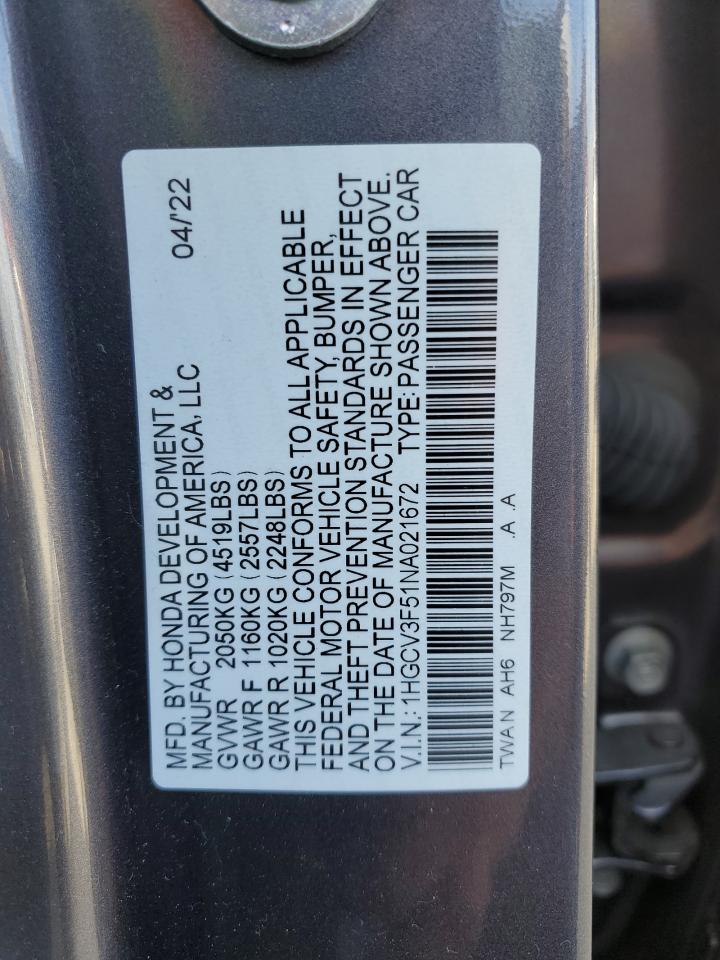 MFD. BY HONDA DEVELOPMENT & 04/'22
MANUFACTURING OF AMERICA, LLC
GVWR 2050KG (4519LBS)
GAWR F 1160KG (2557LBS)
GAWR R 1020KG (2248LBS)
THIS VEHICLE CONFORMS TO ALL APPLICABLE
FEDERAL MOTOR VEHICLE SAFETY, BUMPER,
AND THEFT PREVENTION STANDARDS IN EFFECT
ON THE DATE OF MANUFACTURE SHOWN ABOVE.
V.I.N.: 1HGCV3F51NA021672 TYPE: PASSENGER CAR
TWA N AH6 NH797M .A .A